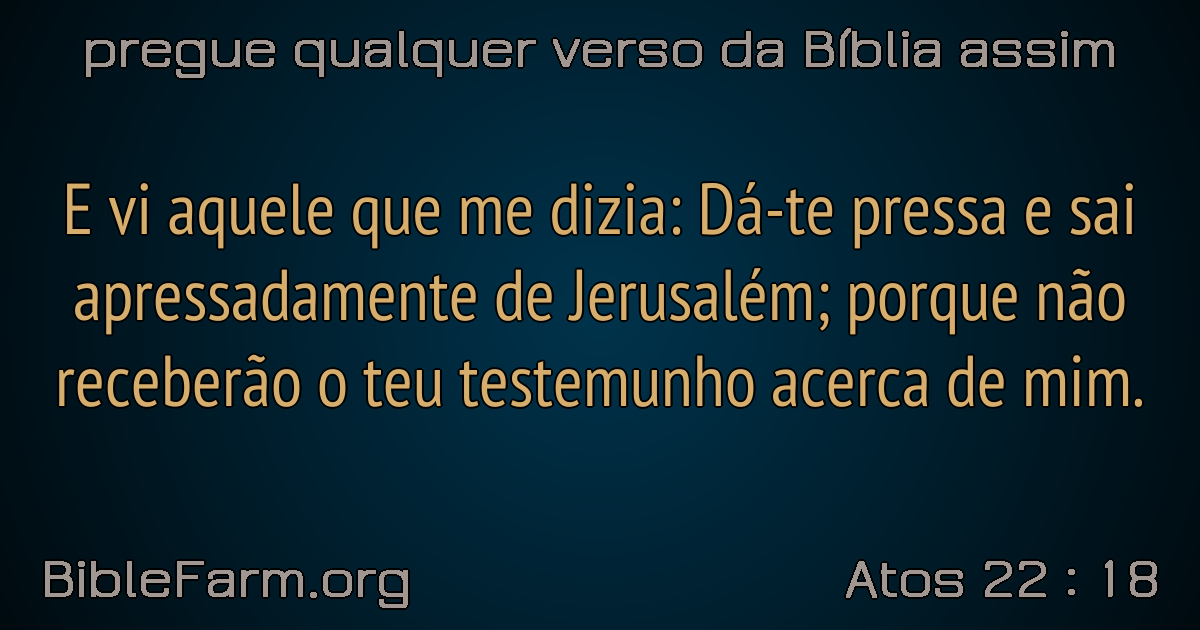 pregue qualquer verso da Bíblia assim
E vi aquele que me dizia: Dá-te pressa e sai
apressadamente de Jerusalém; porque não
receberão o teu testemunho acerca de mim.
BibleFarm.org
Atos 22 : 18